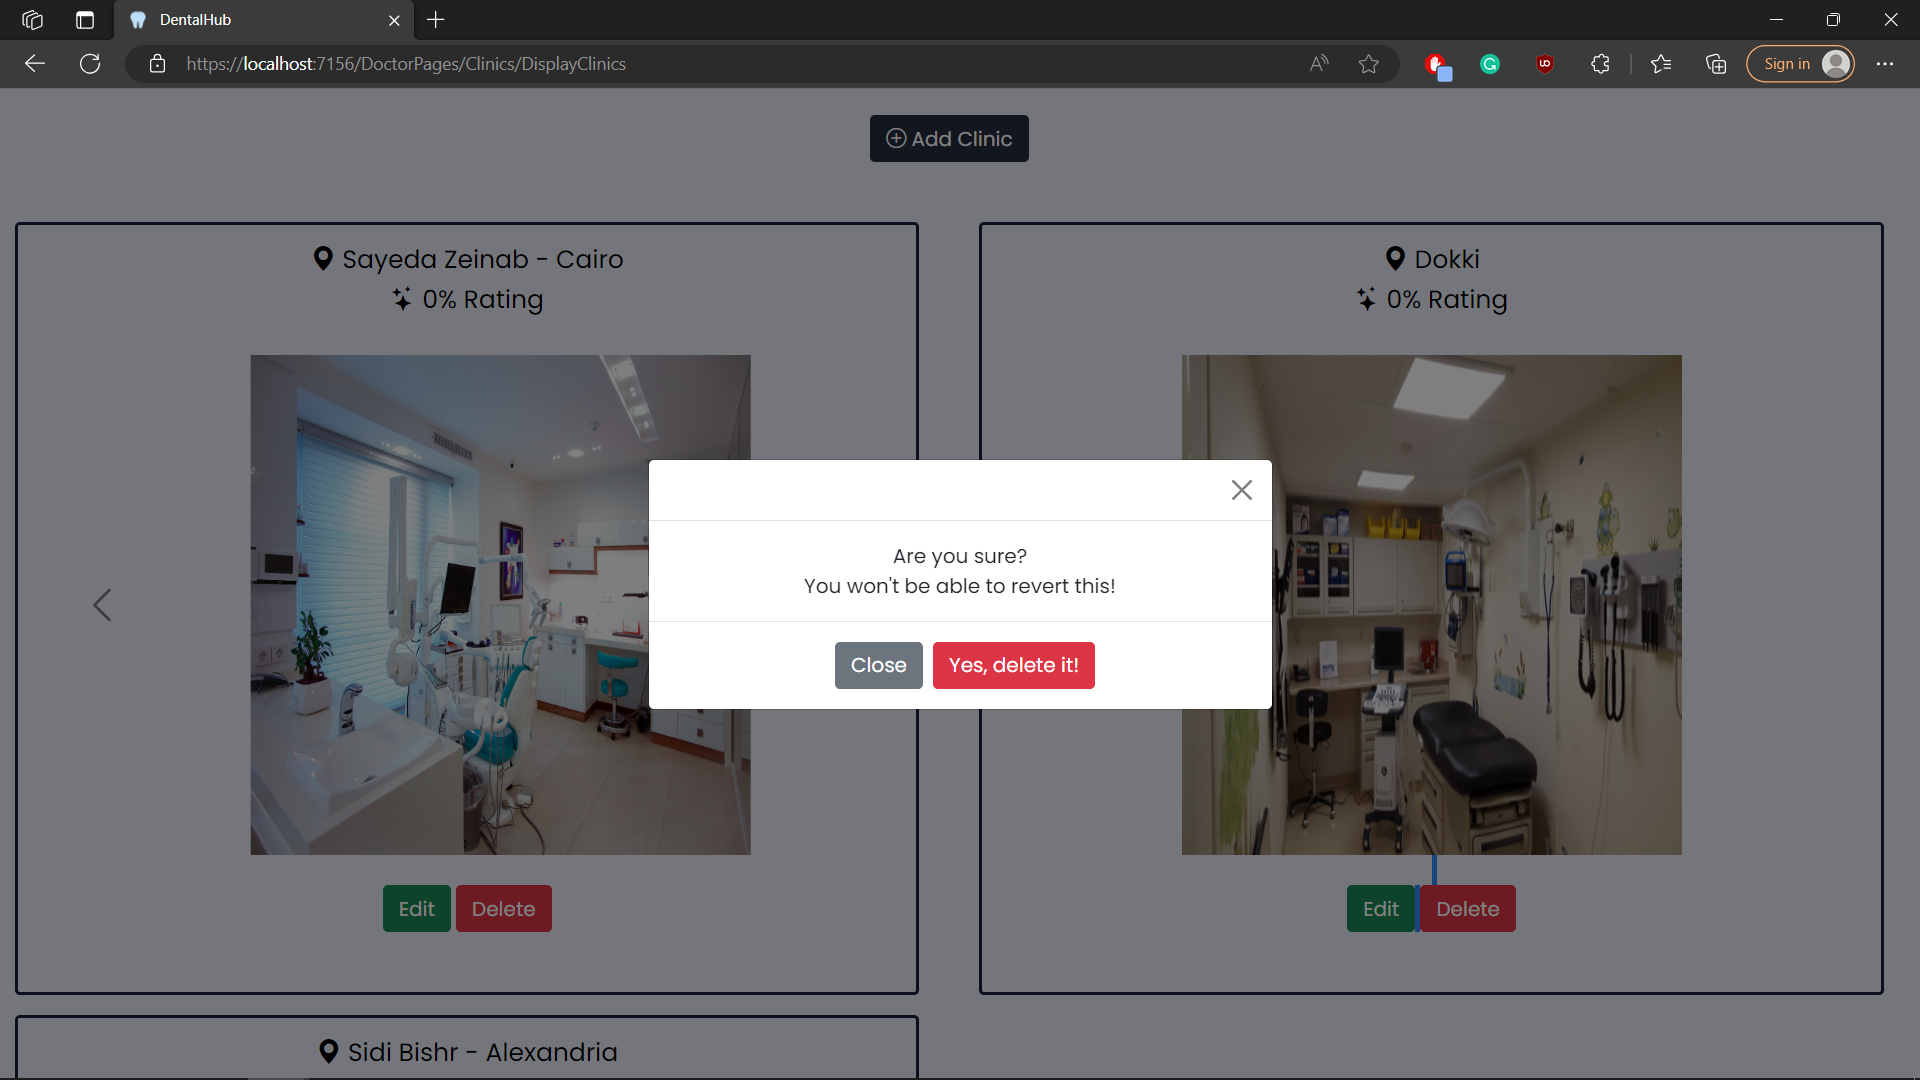 DentalHub
https://localhost:7156/DoctorPages/Clinics/DisplayClinics
Sign in
Add Clinic
Sayeda Zeinab - Cairo
0% Rating
Dokki
0% Rating
Are you sure?
You won't be able to revert this!
Close
Yes, delete it!
Edit
Delete
Edit
Delete
Sidi Bishr - Alexandria